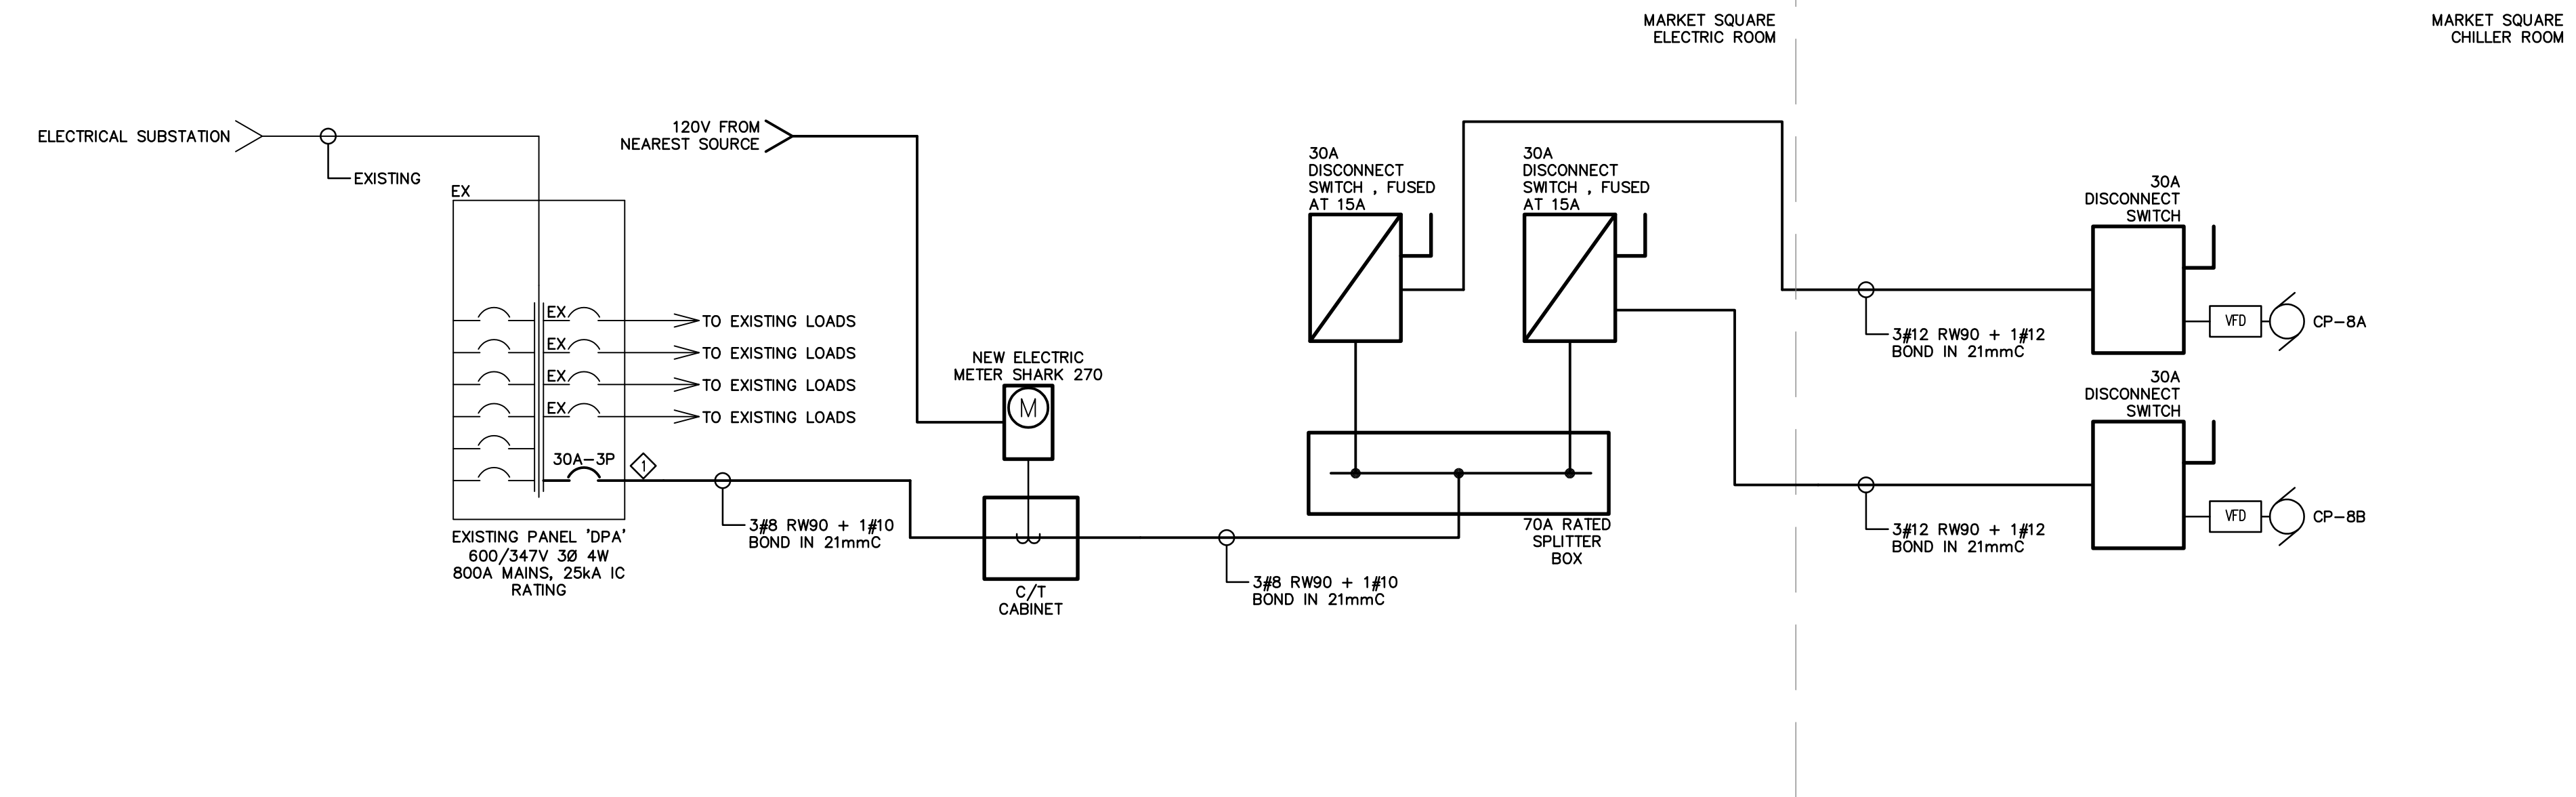 MARKET SQUARE
ELECTRIC ROOM
MARKET SQUARE
CHILLER ROOM
ELECTRICAL SUBSTATION
EXISTING
120V FROM
NEAREST SOURCE
EX
EX
TO EXISTING LOADS
EX
TO EXISTING LOADS
EX
TO EXISTING LOADS
EX
TO EXISTING LOADS
30A-3P
1
3#8 RW90 + 1#10
BOND IN 21mmC
EXISTING PANEL 'DPA'
600/347V 3Ø 4W
800A MAINS, 25kA IC
RATING
NEW ELECTRIC
METER SHARK 270
M
C/T
CABINET
3#8 RW90 + 1#10
BOND IN 21mmC
30A
DISCONNECT
SWITCH , FUSED
AT 15A
30A
DISCONNECT
SWITCH , FUSED
AT 15A
70A RATED
SPLITTER
BOX
3#12 RW90 + 1#12
BOND IN 21mmC
30A
DISCONNECT
SWITCH
VFD
CP-8A
3#12 RW90 + 1#12
BOND IN 21mmC
30A
DISCONNECT
SWITCH
VFD
CP-8B